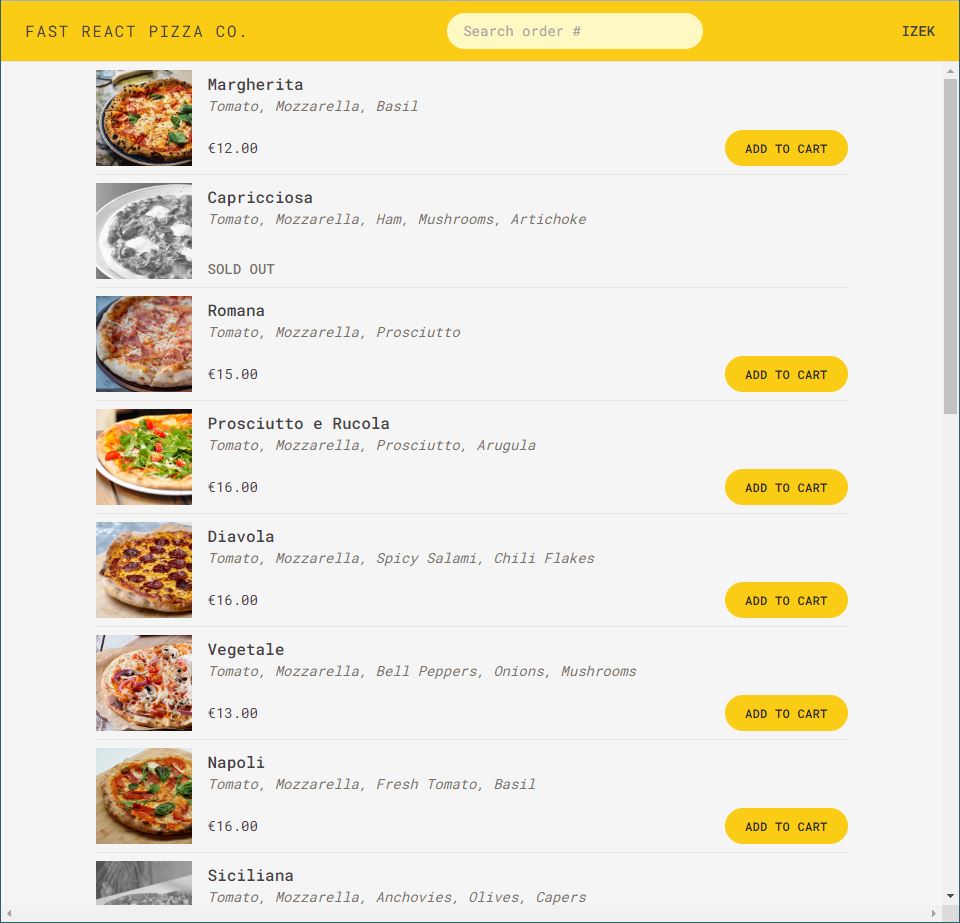 FAST REACT PIZZA CO.
Search order #
IZEK
Margherita
Tomato, Mozzarella, Basil
€12.00
ADD TO CART
Capricciosa
Tomato, Mozzarella, Ham, Mushrooms, Artichoke
SOLD OUT
Romana
Tomato, Mozzarella, Prosciutto
€15.00
ADD TO CART
Prosciutto e Rucola
Tomato, Mozzarella, Prosciutto, Arugula
€16.00
ADD TO CART
Diavola
Tomato, Mozzarella, Spicy Salami, Chili Flakes
€16.00
ADD TO CART
Vegetale
Tomato, Mozzarella, Bell Peppers, Onions, Mushrooms
€13.00
ADD TO CART
Napoli
Tomato, Mozzarella, Fresh Tomato, Basil
€16.00
ADD TO CART
Siciliana
Tomato, Mozzarella, Anchovies, Olives, Capers